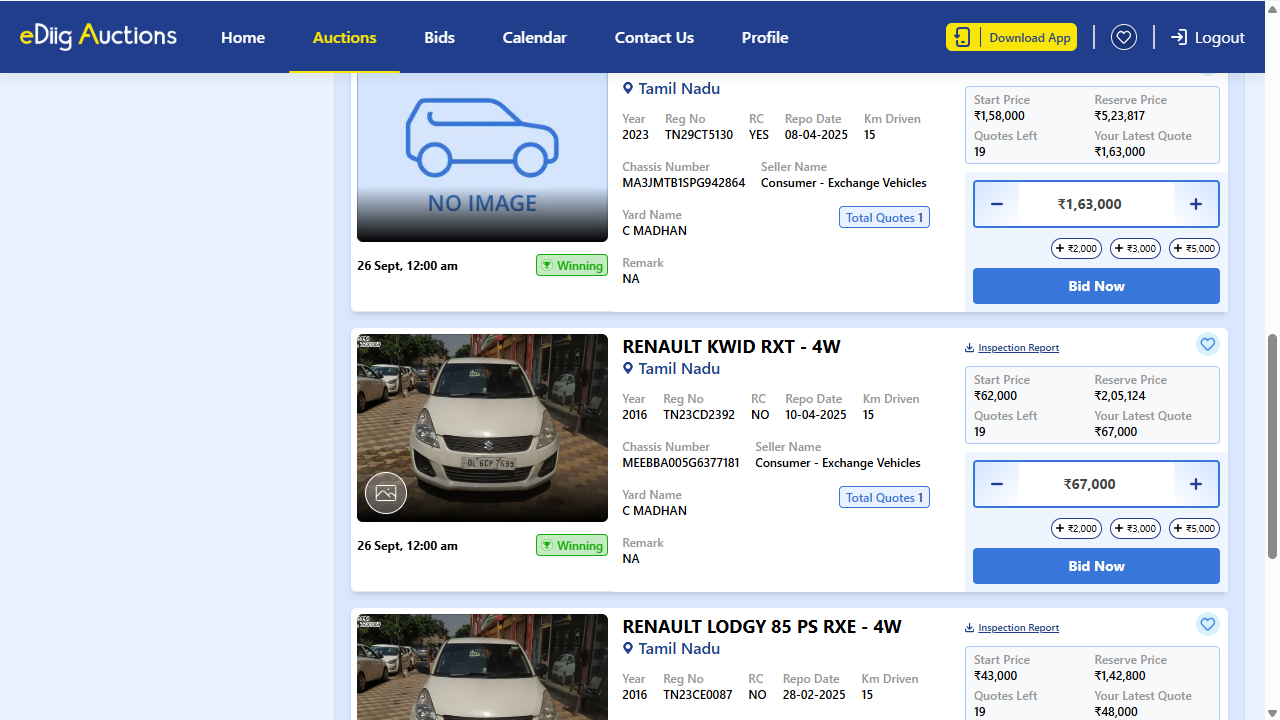 eDiig Auctions
Home
Auctions
Bids
Calendar
Contact Us
Profile
Download App
Logout
Tamil Nadu
Year Reg No RC Repo Date Km Driven
2023 TN29CT5130 YES 08-04-2025 15
Chassis Number Seller Name
MA3JMTB1SPG942864 Consumer - Exchange Vehicles
Yard Name
C MADHAN
Total Quotes 1
Remark
NA
NO IMAGE
26 Sept, 12:00 am
Winning
Start Price Reserve Price
₹1,58,000 ₹5,23,817
Quotes Left Your Latest Quote
19 ₹1,63,000
− ₹1,63,000 +
+ ₹2,000 + ₹3,000 + ₹5,000
Bid Now
RENAULT KWID RXT - 4W
Tamil Nadu
Year Reg No RC Repo Date Km Driven
2016 TN23CD2392 NO 10-04-2025 15
Chassis Number Seller Name
MEEBBA005G6377181 Consumer - Exchange Vehicles
Yard Name
C MADHAN
Total Quotes 1
Remark
NA
DL 6CP 7699
26 Sept, 12:00 am
Winning
Inspection Report
Start Price Reserve Price
₹62,000 ₹2,05,124
Quotes Left Your Latest Quote
19 ₹67,000
− ₹67,000 +
+ ₹2,000 + ₹3,000 + ₹5,000
Bid Now
RENAULT LODGY 85 PS RXE - 4W
Tamil Nadu
Year Reg No RC Repo Date Km Driven
2016 TN23CE0087 NO 28-02-2025 15
Inspection Report
Start Price Reserve Price
₹43,000 ₹1,42,800
Quotes Left Your Latest Quote
19 ₹48,000